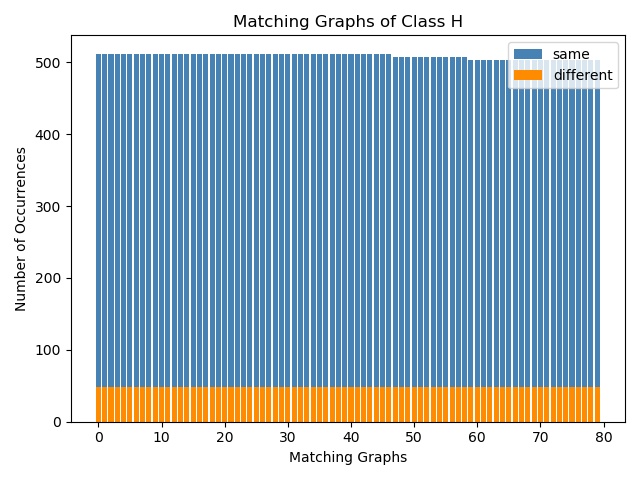 Matching Graphs of Class H
same
different
Number of Occurrences
500
400
300
200
100
0
0 10 20 30 40 50 60 70 80
Matching Graphs